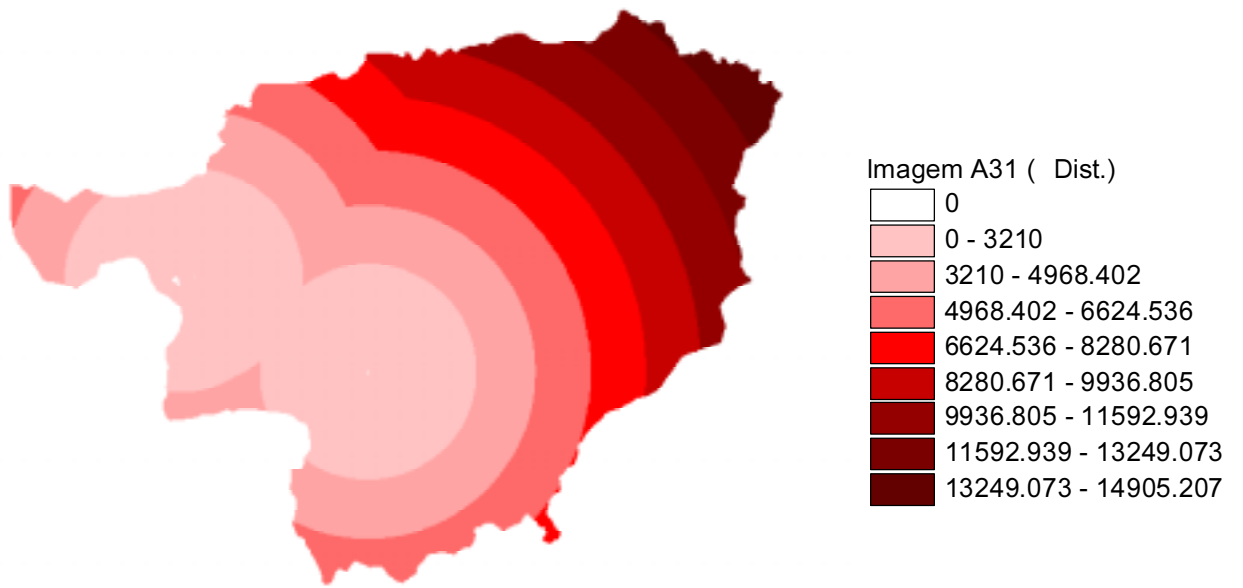 Imagem A31 ( Dist.)
0
0 - 3210
3210 - 4968.402
4968.402 - 6624.536
6624.536 - 8280.671
8280.671 - 9936.805
9936.805 - 11592.939
11592.939 - 13249.073
13249.073 - 14905.207